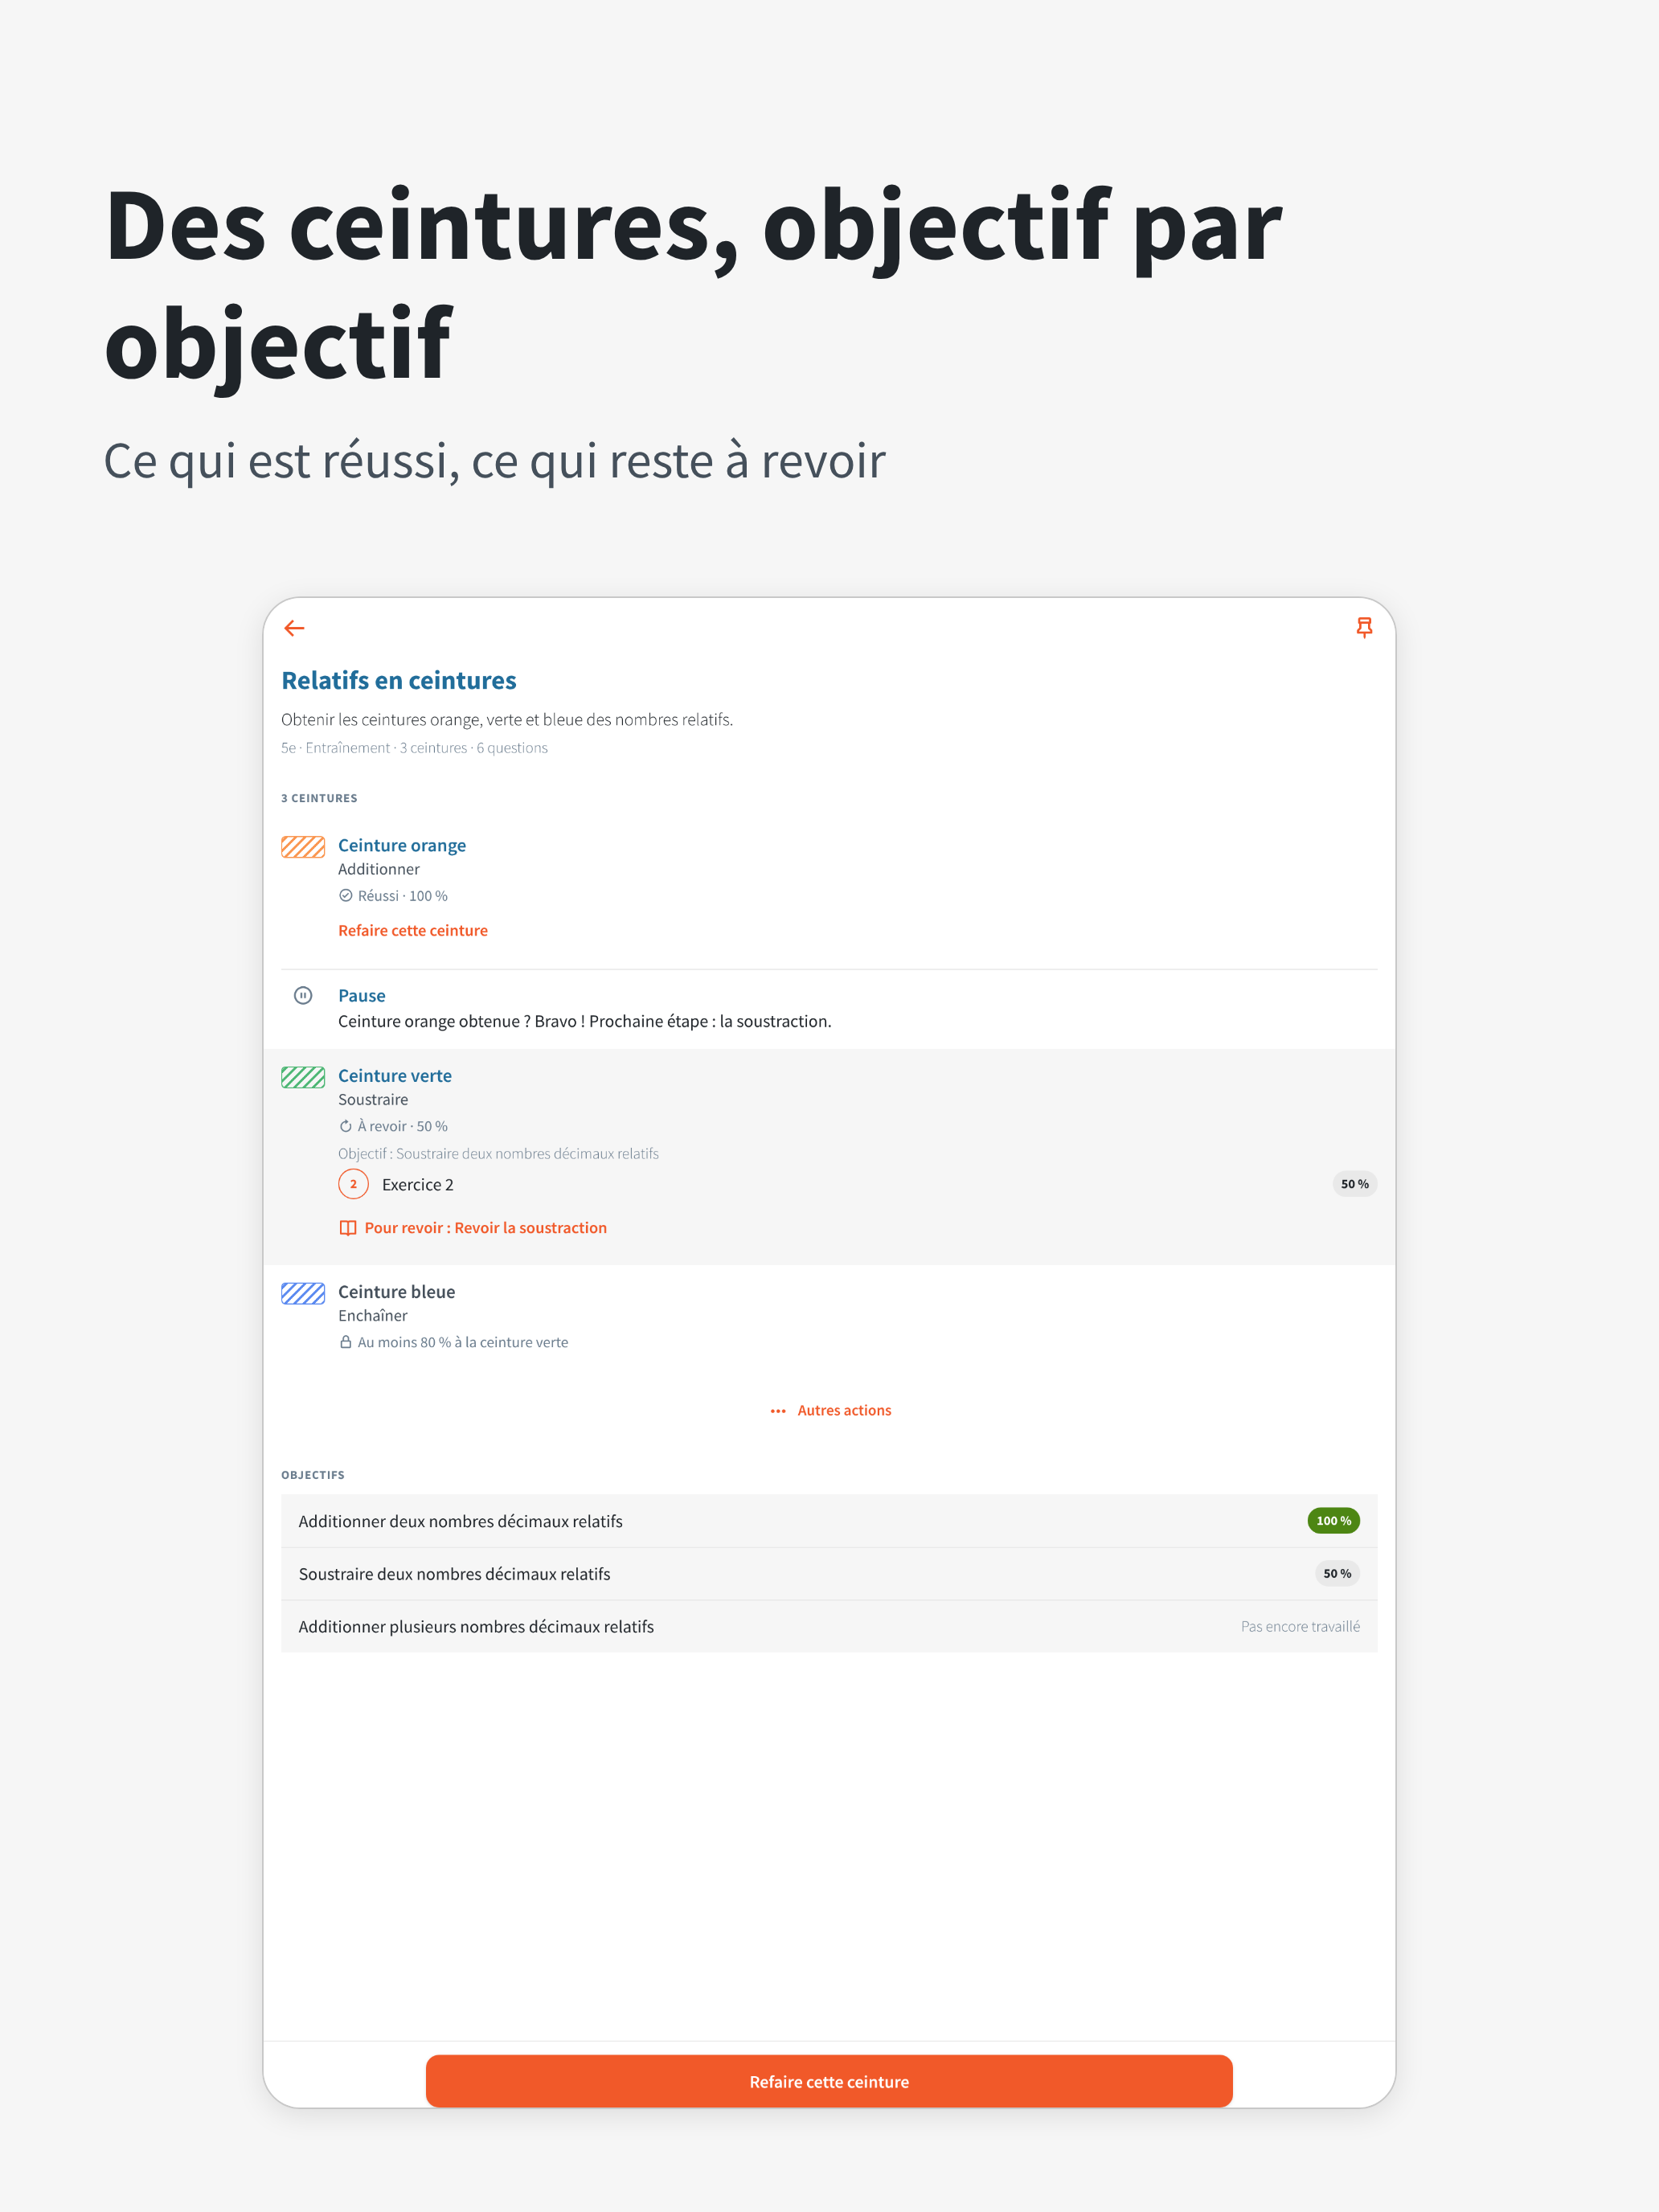 Des ceintures, objectif par
objectif
Ce qui est réussi, ce qui reste à revoir
Relatifs en ceintures
Obtenir les ceintures orange, verte et bleue des nombres relatifs.
5e · Entraînement · 3 ceintures · 6 questions
3 CEINTURES
Ceinture orange
Additionner
Réussi · 100 %
Refaire cette ceinture
Pause
Ceinture orange obtenue ? Bravo ! Prochaine étape : la soustraction.
Ceinture verte
Soustraire
À revoir · 50 %
Objectif : Soustraire deux nombres décimaux relatifs
2 Exercice 2 50 %
Pour revoir : Revoir la soustraction
Ceinture bleue
Enchaîner
Au moins 80 % à la ceinture verte
••• Autres actions
OBJECTIFS
Additionner deux nombres décimaux relatifs 100 %
Soustraire deux nombres décimaux relatifs 50 %
Additionner plusieurs nombres décimaux relatifs Pas encore travaillé
Refaire cette ceinture